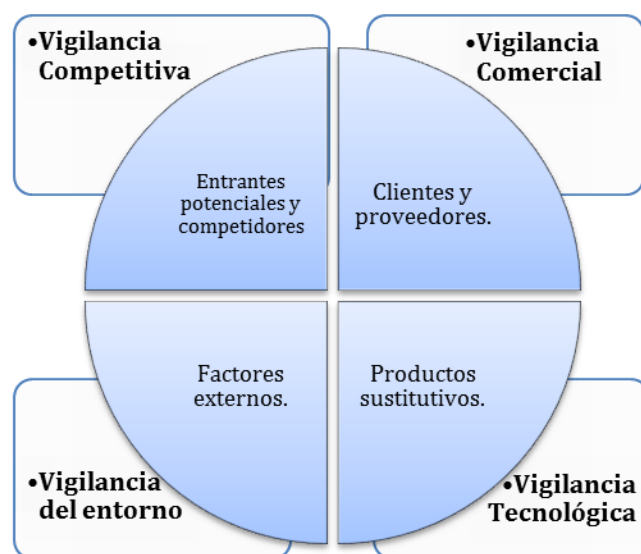 •Vigilancia
Competitiva
•Vigilancia
Comercial
Entrantes
potenciales y
competidores
Clientes y
proveedores.
Factores
externos.
Productos
sustitutivos.
•Vigilancia
del entorno
•Vigilancia
Tecnológica